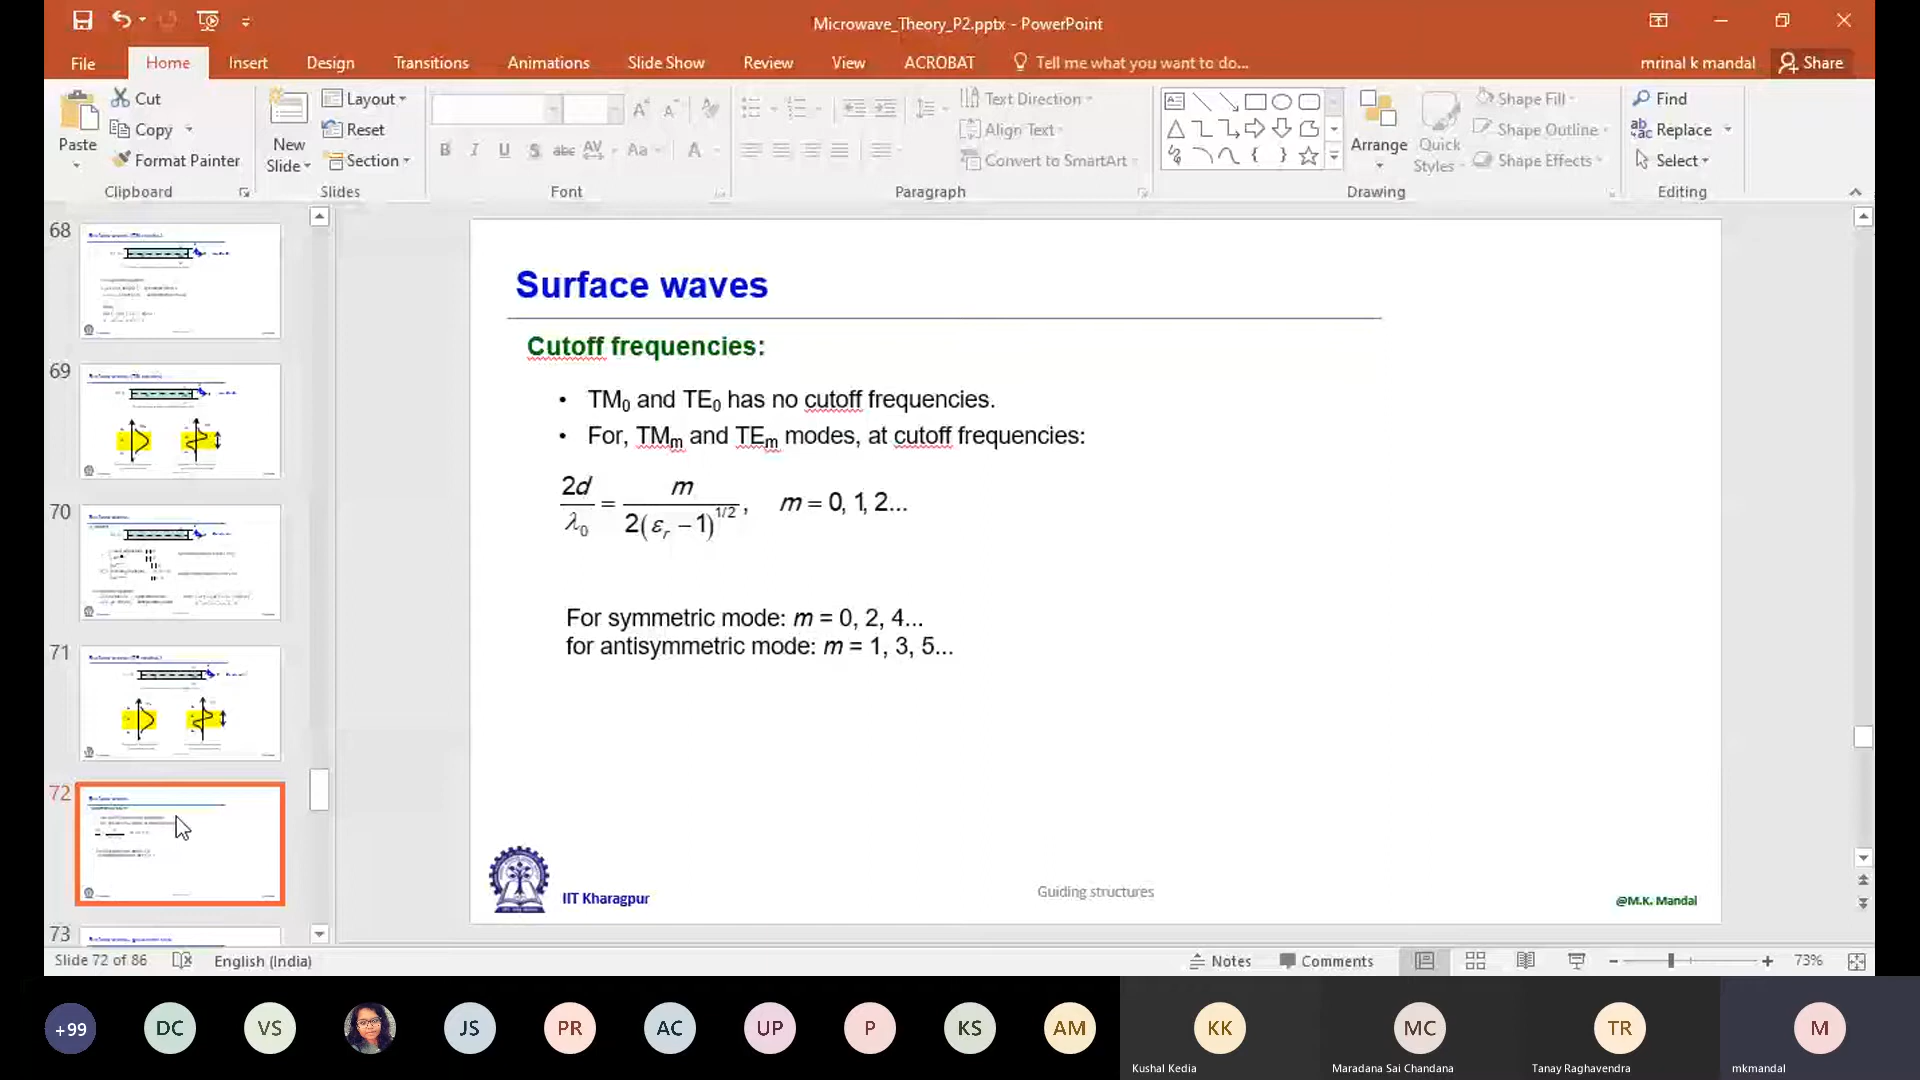 Microwave_Theory_P2.pptx - PowerPoint
File Home Insert Design Transitions Animations Slide Show Review View ACROBAT Tell me what you want to do... mrinal k mandal Share
Paste
Cut
Copy
Format Painter
Clipboard
New Slide
Layout
Reset
Section
Slides
B I U S abc AV Aa A
Font
Text Direction
Align Text
Convert to SmartArt
Paragraph
Arrange
Quick Styles
Shape Fill
Shape Outline
Shape Effects
Drawing
Find
Replace
Select
Editing
68
69
70
71
72
73
Surface waves
Cutoff frequencies:
• TM₀ and TE₀ has no cutoff frequencies.
• For, TMₘ and TEₘ modes, at cutoff frequencies:
2d/λ₀ = m/2(εᵣ − 1)^1/2, m = 0, 1, 2...
For symmetric mode: m = 0, 2, 4...
for antisymmetric mode: m = 1, 3, 5...
IIT Kharagpur
Guiding structures
@M.K. Mandal
Slide 72 of 86 English (India) Notes Comments 73%
+99 DC VS JS PR AC UP P KS AM KK MC TR M
Kushal Kedia Maradana Sai Chandana Tanay Raghavendra mkmandal